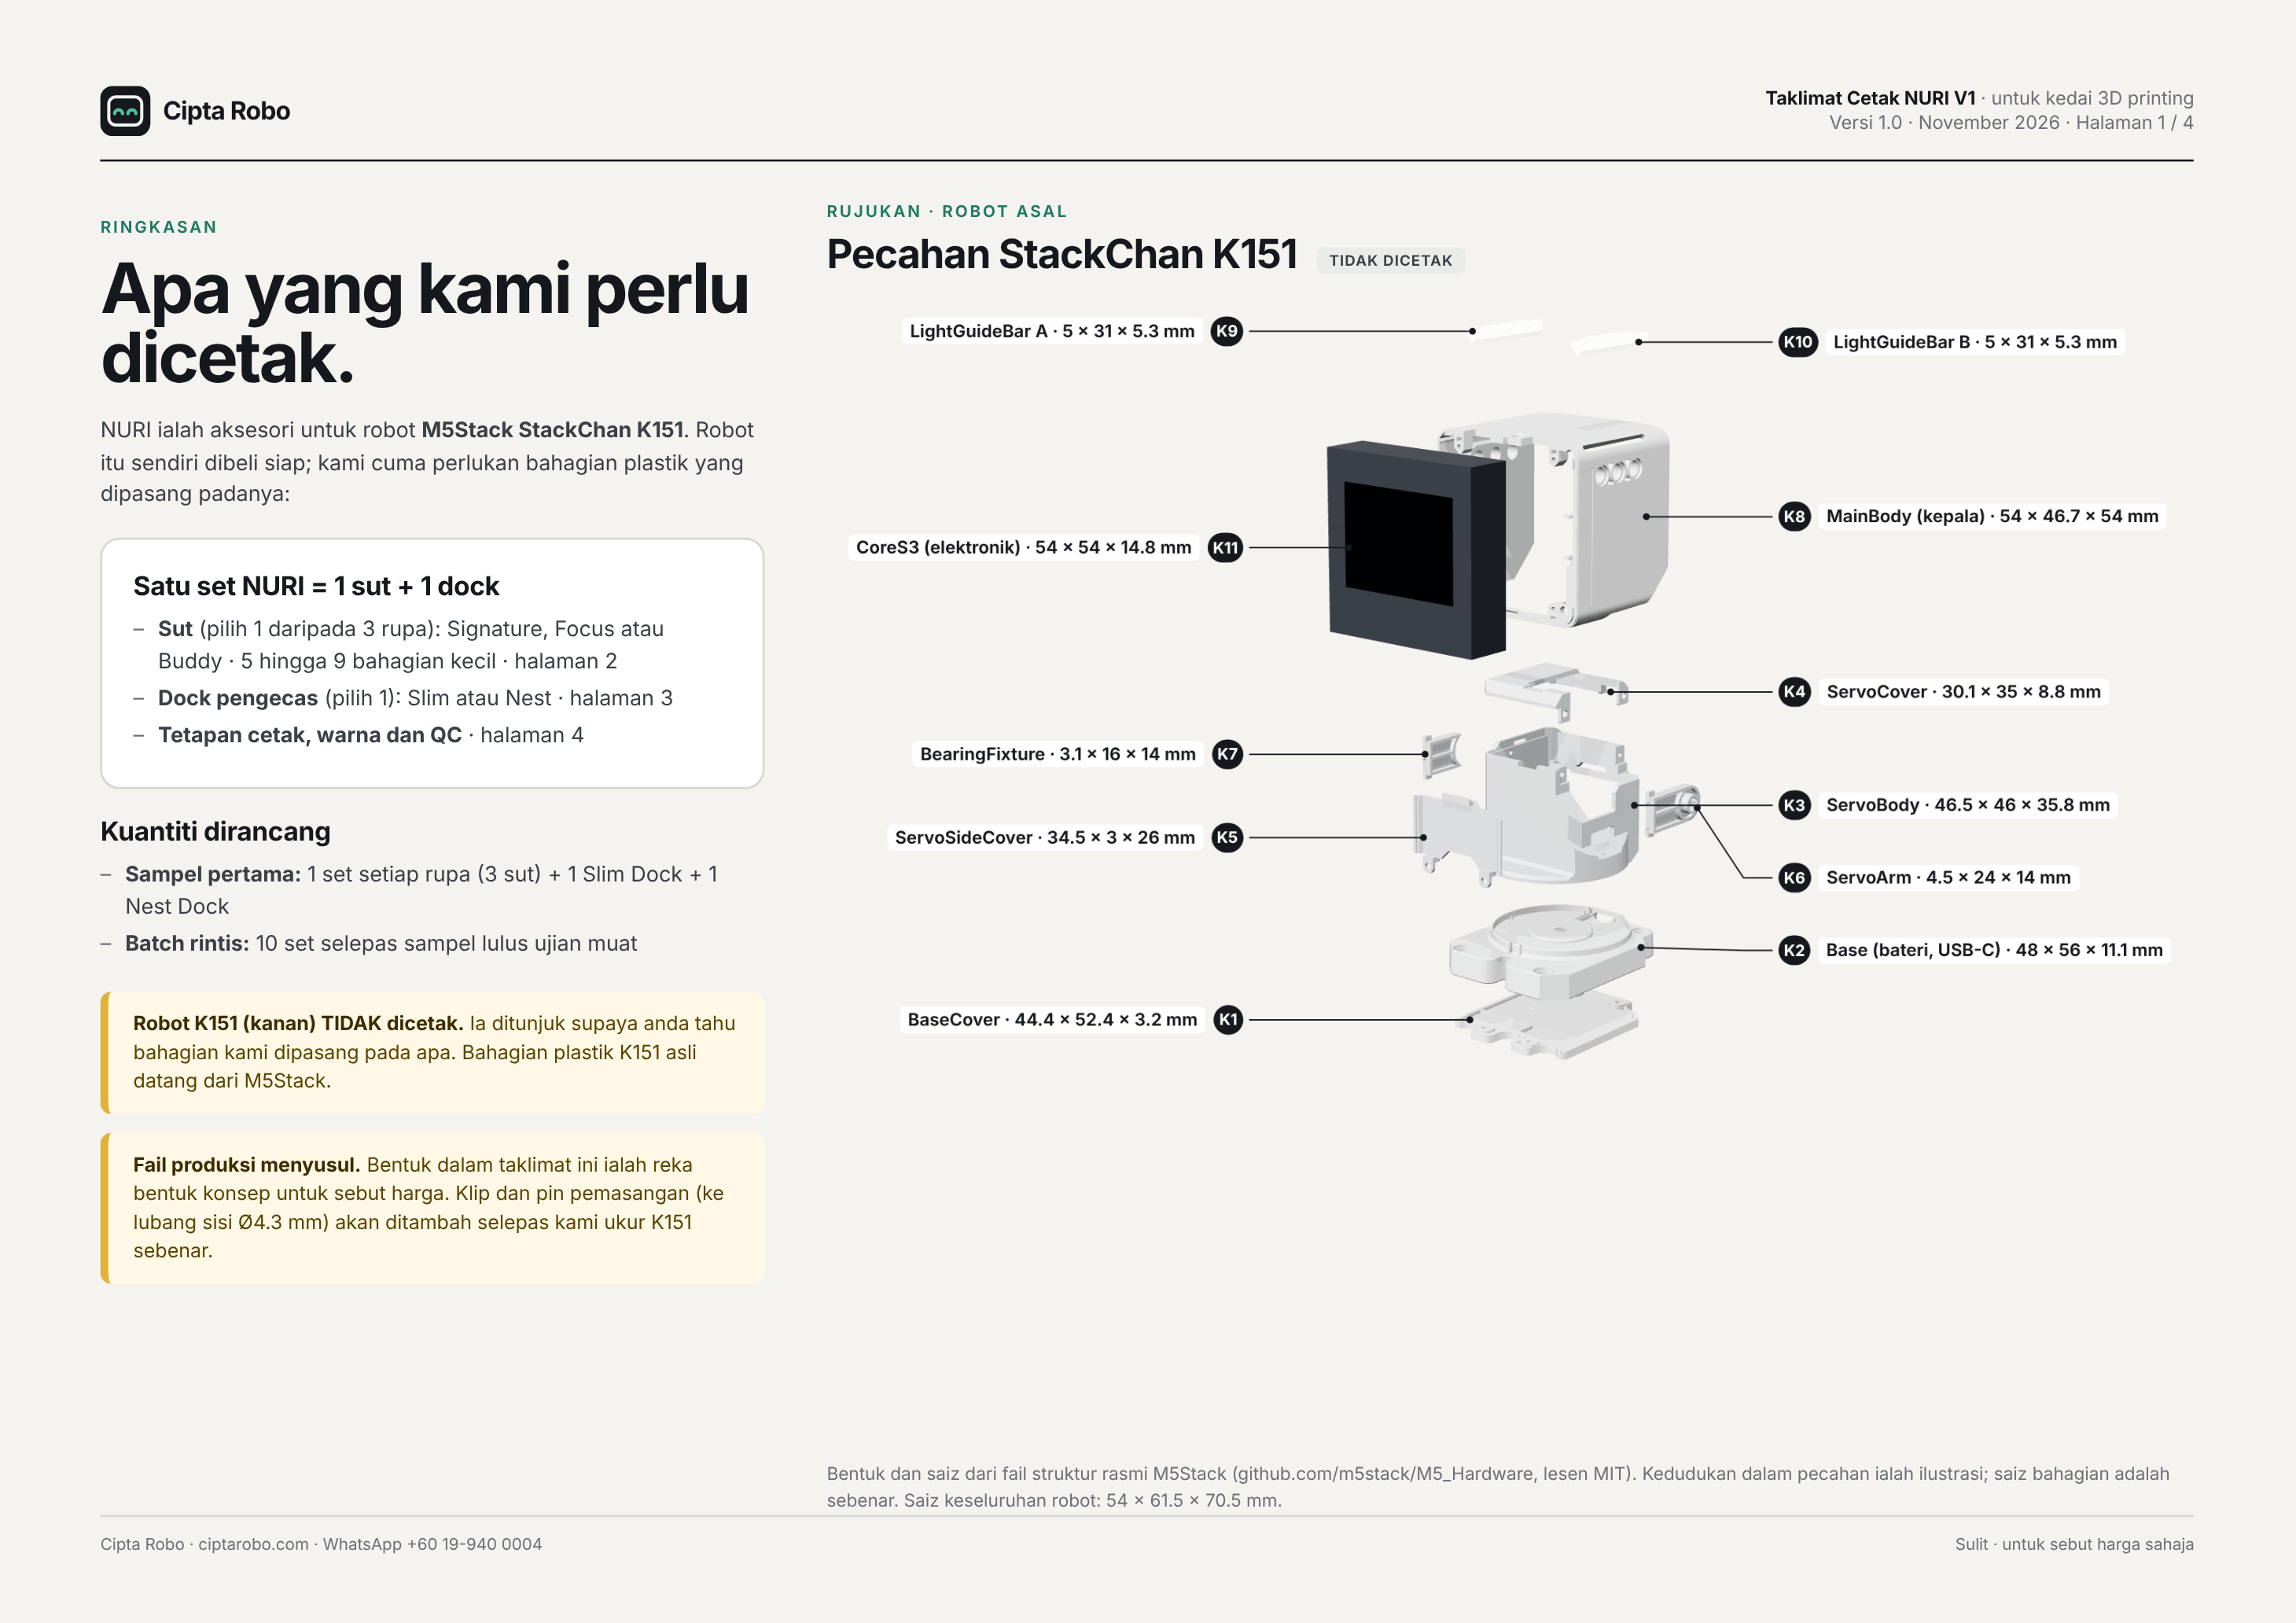 Cipta Robo
Taklimat Cetak NURI V1 · untuk kedai 3D printing
Versi 1.0 · November 2026 · Halaman 1 / 4
RINGKASAN
Apa yang kami perlu
dicetak.
NURI ialah aksesori untuk robot M5Stack StackChan K151. Robot
itu sendiri dibeli siap; kami cuma perlukan bahagian plastik yang
dipasang padanya:
Satu set NURI = 1 sut + 1 dock
– Sut (pilih 1 daripada 3 rupa): Signature, Focus atau
Buddy · 5 hingga 9 bahagian kecil · halaman 2
– Dock pengecas (pilih 1): Slim atau Nest · halaman 3
– Tetapan cetak, warna dan QC · halaman 4
Kuantiti dirancang
– Sampel pertama: 1 set setiap rupa (3 sut) + 1 Slim Dock + 1
Nest Dock
– Batch rintis: 10 set selepas sampel lulus ujian muat
Robot K151 (kanan) TIDAK dicetak. Ia ditunjuk supaya anda tahu
bahagian kami dipasang pada apa. Bahagian plastik K151 asli
datang dari M5Stack.
Fail produksi menyusul. Bentuk dalam taklimat ini ialah reka
bentuk konsep untuk sebut harga. Klip dan pin pemasangan (ke
lubang sisi Ø4.3 mm) akan ditambah selepas kami ukur K151
sebenar.
RUJUKAN · ROBOT ASAL
Pecahan StackChan K151 TIDAK DICETAK
LightGuideBar A · 5 × 31 × 5.3 mm K9
K10 LightGuideBar B · 5 × 31 × 5.3 mm
K8 MainBody (kepala) · 54 × 46.7 × 54 mm
CoreS3 (elektronik) · 54 × 54 × 14.8 mm K11
K4 ServoCover · 30.1 × 35 × 8.8 mm
BearingFixture · 3.1 × 16 × 14 mm K7
K3 ServoBody · 46.5 × 46 × 35.8 mm
ServoSideCover · 34.5 × 3 × 26 mm K5
K6 ServoArm · 4.5 × 24 × 14 mm
K2 Base (bateri, USB-C) · 48 × 56 × 11.1 mm
BaseCover · 44.4 × 52.4 × 3.2 mm K1
Bentuk dan saiz dari fail struktur rasmi M5Stack (github.com/m5stack/M5_Hardware, lesen MIT). Kedudukan dalam pecahan ialah ilustrasi; saiz bahagian adalah
sebenar. Saiz keseluruhan robot: 54 × 61.5 × 70.5 mm.
Cipta Robo · ciptarobo.com · WhatsApp +60 19-940 0004
Sulit · untuk sebut harga sahaja